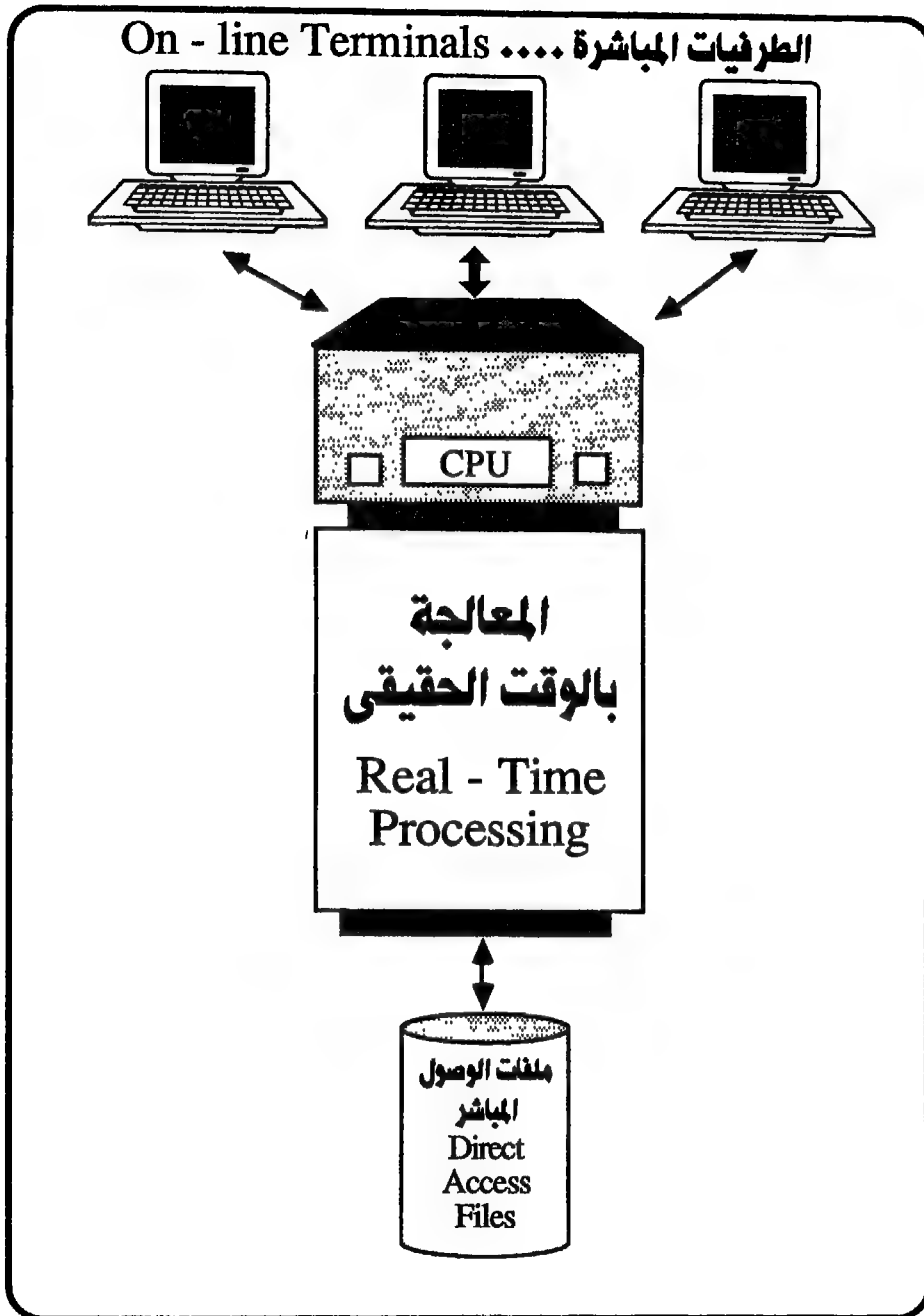 On - line Terminals •••• الطرفيات المباشرة
CPU
المعالجة
بالوقت الحقيقى
Real - Time
Processing
ملفات الوصول
المباشر
Direct
Access
Files